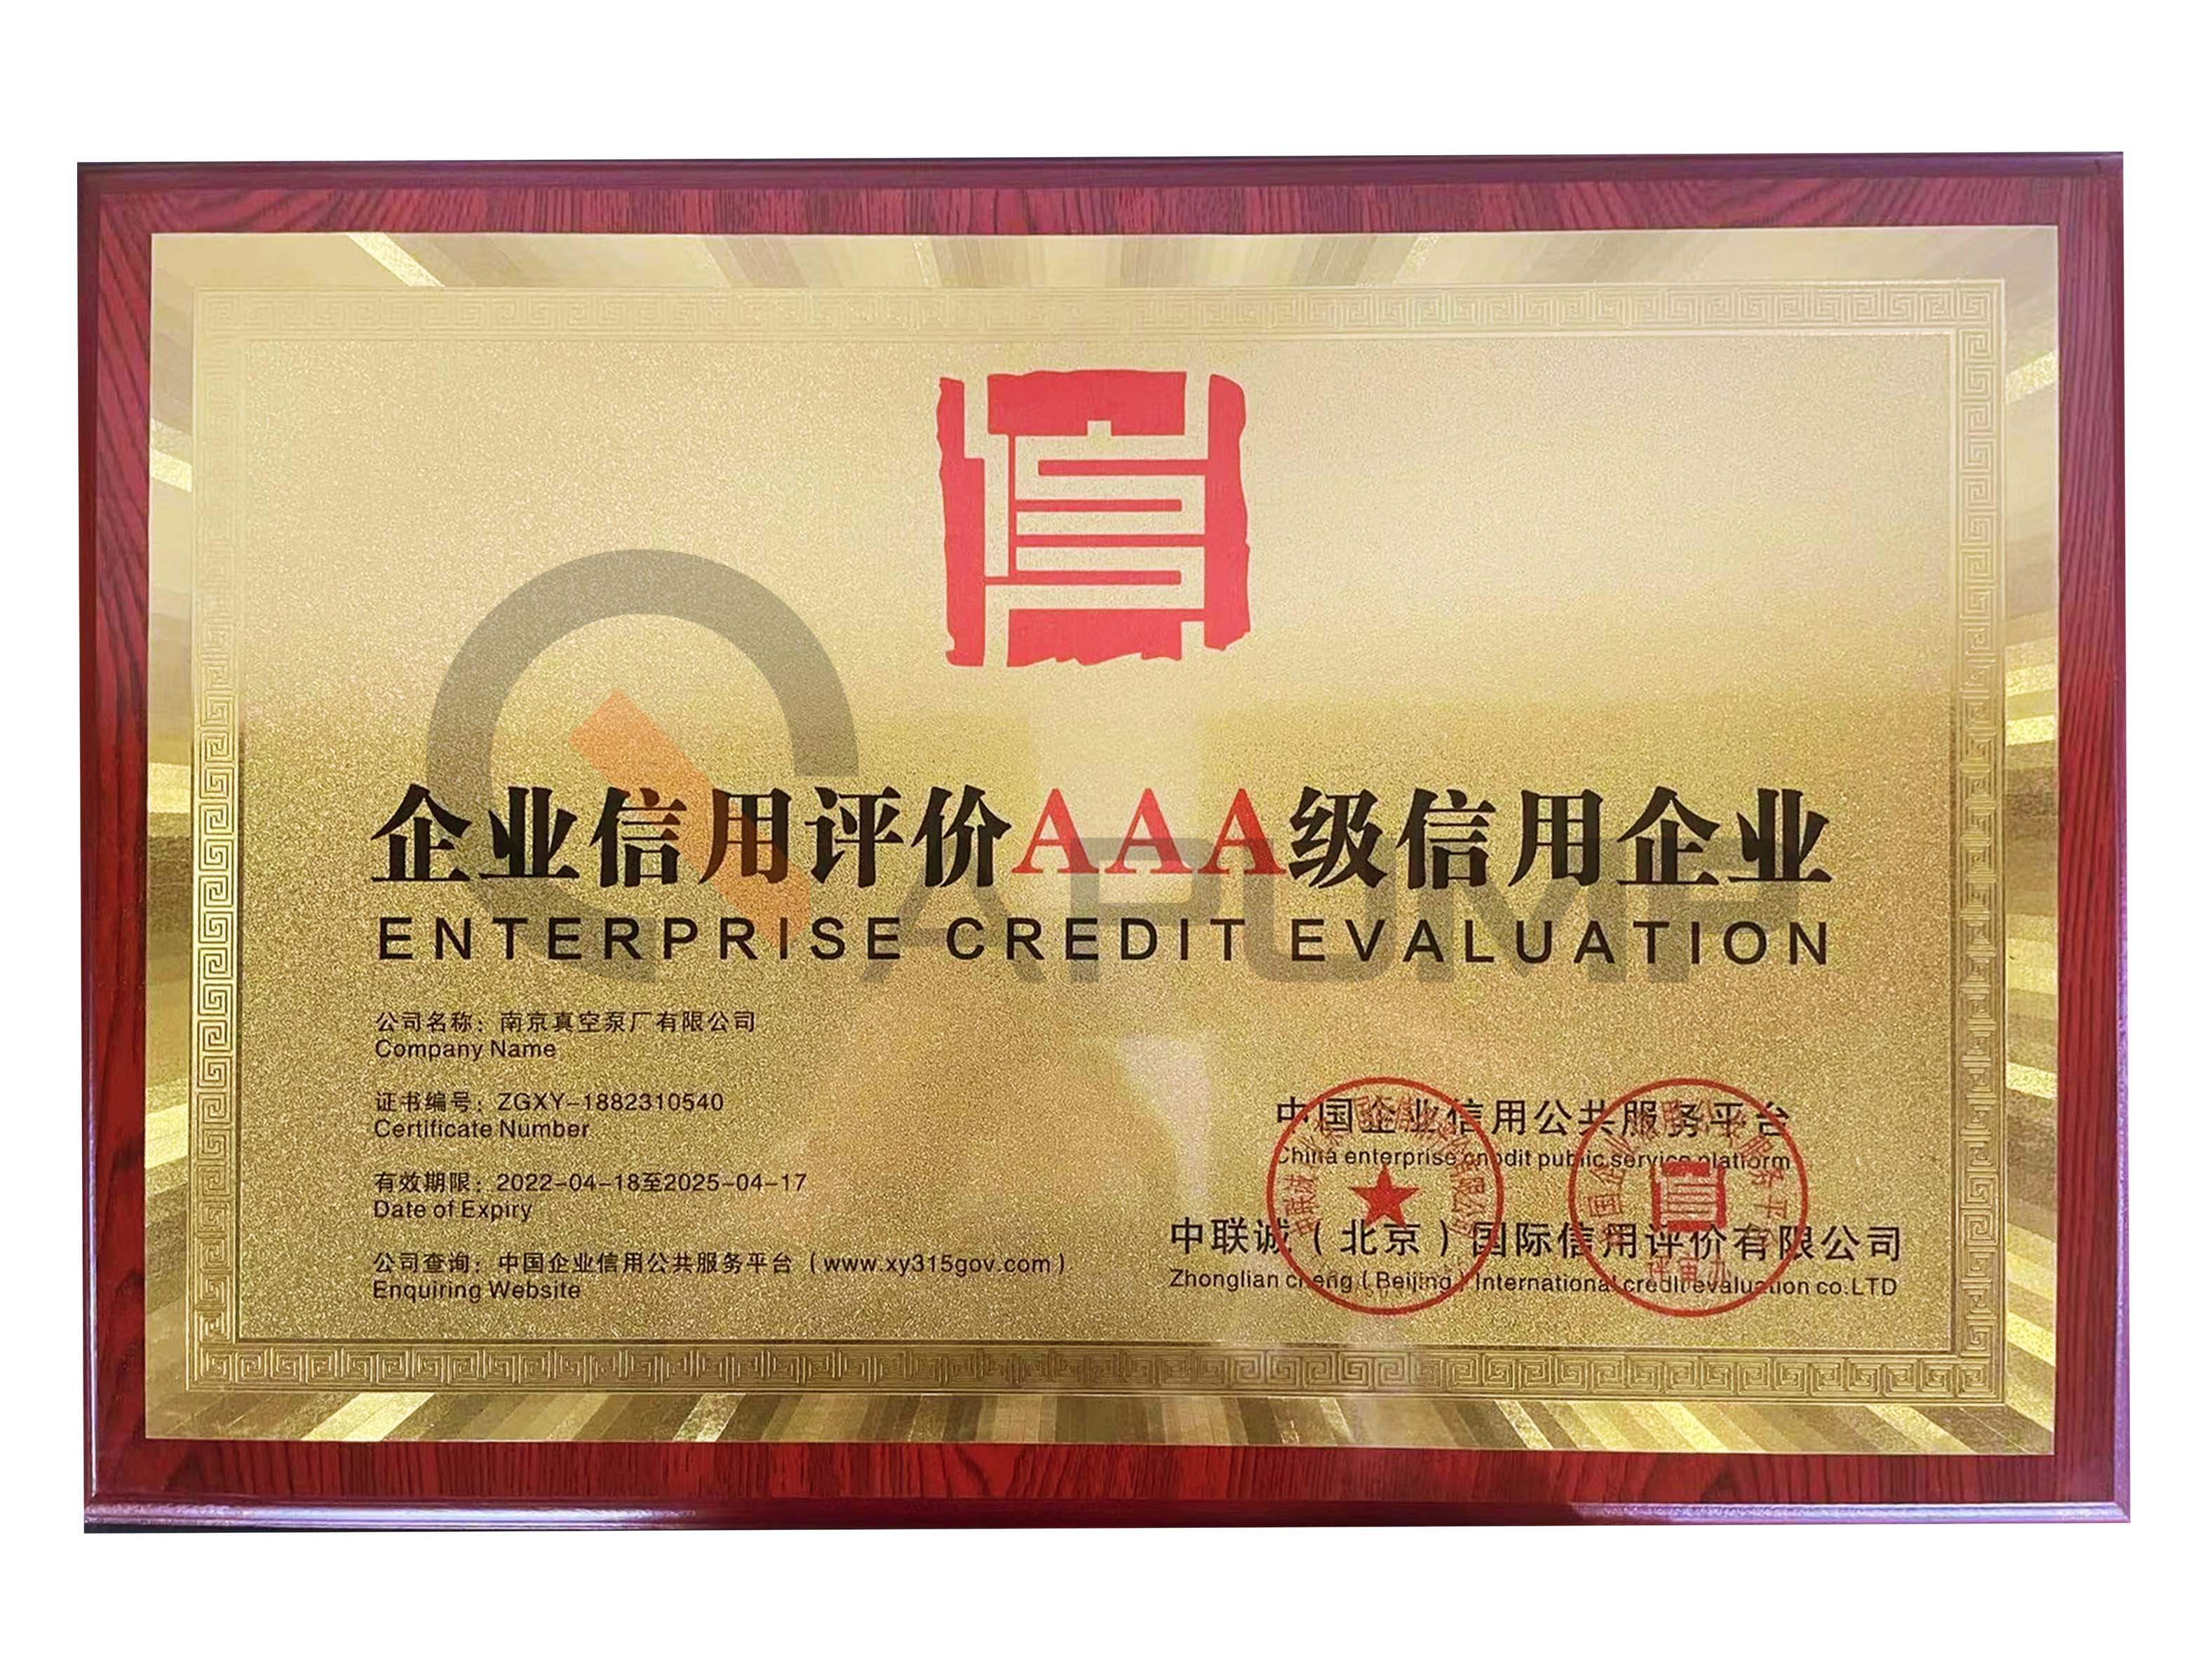 信
企业信用评价AAA级信用企业
ENTERPRISE CREDIT EVALUATION
QAPUMP
公司名称：南京真空泵厂有限公司
Company Name
证书编号：ZGXY-1882310540
Certificate Number
有效期限：2022-04-18至2025-04-17
Date of Expiry
公司查询：中国企业信用公共服务平台（www.xy315gov.com）
Enquiring Website
中国企业信用公共服务平台
China enterprise public service platform
中联诚（北京）国际信用评价有限公司
Zhonglian cheng (Beijing) International credit evaluation co.LTD
信
评审办